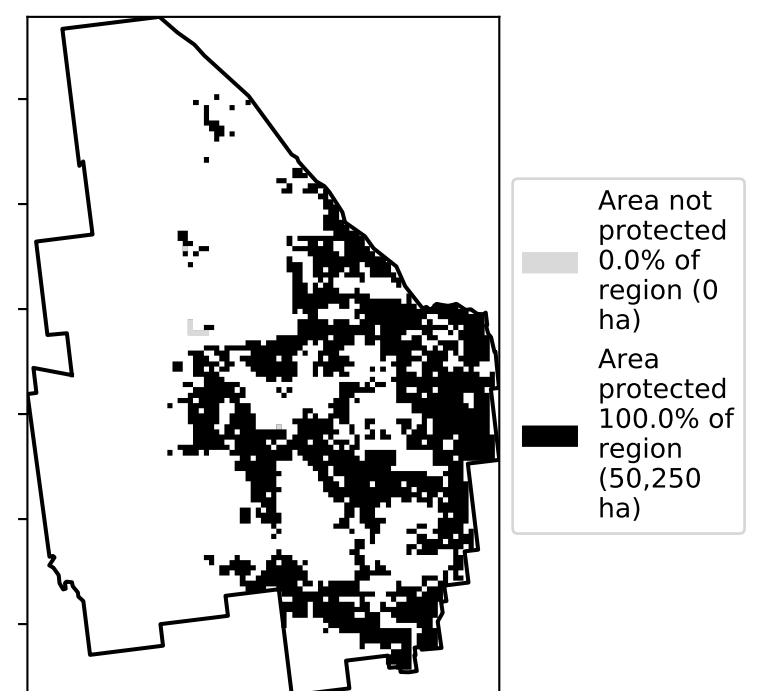 Area not
protected
0.0% of
region (0
ha)
Area
protected
100.0% of
region
(50,250
ha)